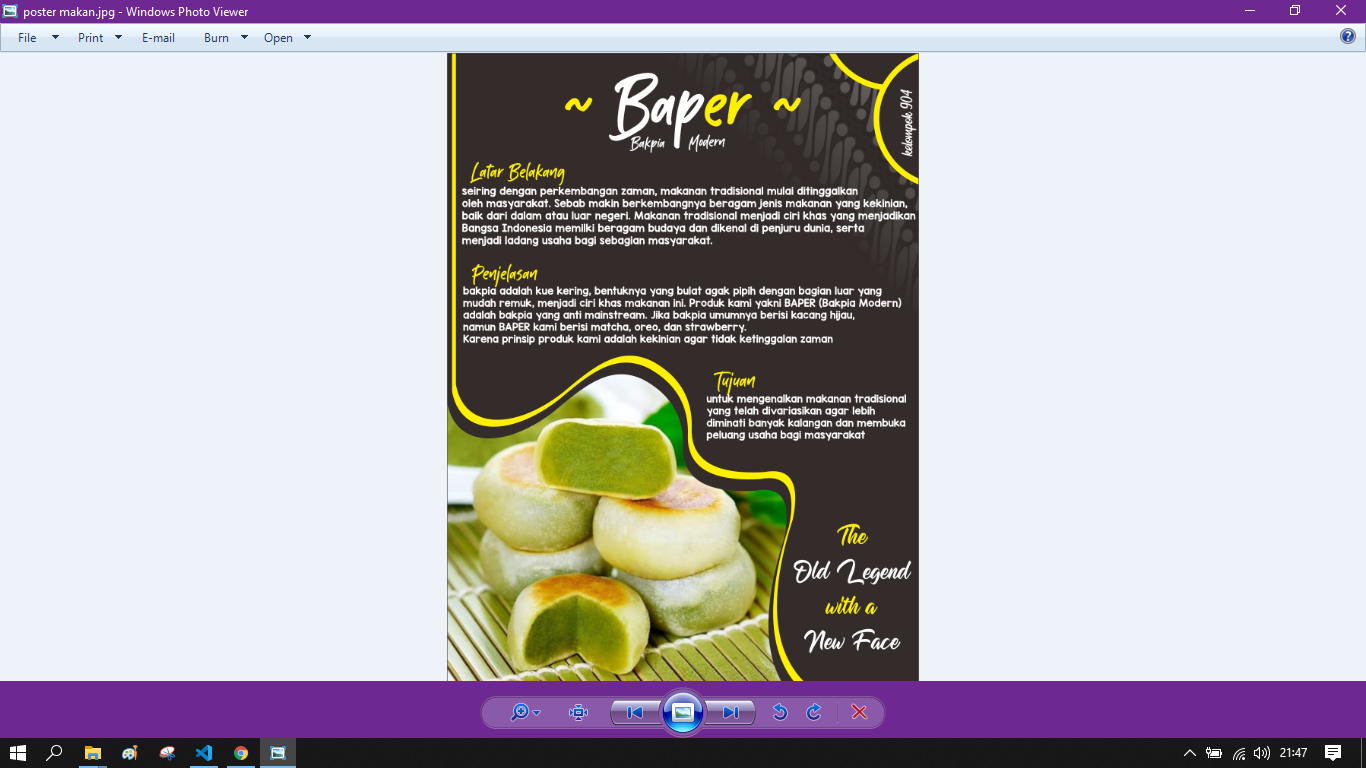 poster makan.jpg - Windows Photo Viewer
File Print E-mail Burn Open
~ Baper ~
Bakpia Modern
kelompok 904
Latar Belakang
seiring dengan perkembangan zaman, makanan tradisional mulai ditinggalkan
oleh masyarakat. Sebab makin berkembangnya beragam jenis makanan yang kekinian,
baik dari dalam atau luar negeri. Makanan tradisional menjadi ciri khas yang menjadikan
Bangsa Indonesia memilki beragam budaya dan dikenal di penjuru dunia, serta
menjadi ladang usaha bagi sebagian masyarakat.
Penjelasan
bakpia adalah kue kering, bentuknya yang bulat agak pipih dengan bagian luar yang
mudah remuk, menjadi ciri khas makanan ini. Produk kami yakni BAPER (Bakpia Modern)
adalah bakpia yang anti mainstream. Jika bakpia umumnya berisi kacang hijau,
namun BAPER kami berisi matcha, oreo, dan strawberry.
Karena prinsip produk kami adalah kekinian agar tidak ketinggalan zaman
Tujuan
untuk mengenalkan makanan tradisional
yang telah divariasikan agar lebih
diminati banyak kalangan dan membuka
peluang usaha bagi masyarakat
The
Old Legend
with a
New Face
21:47